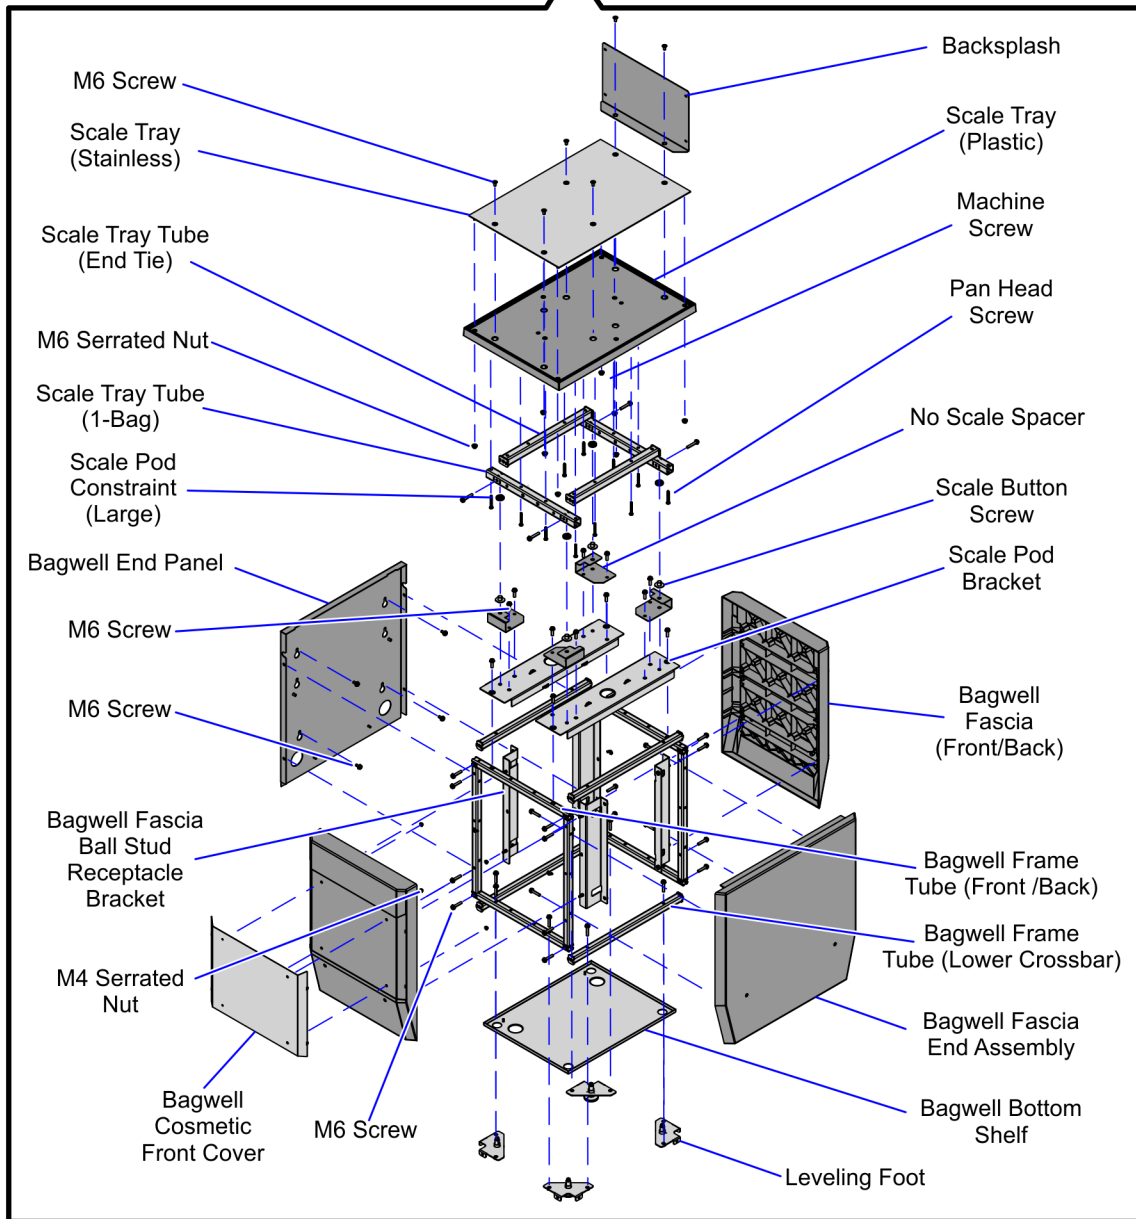 Backsplash
M6 Screw
Scale Tray
(Stainless)
Scale Tray
(Plastic)
Machine
Screw
Scale Tray Tube
(End Tie)
Pan Head
Screw
M6 Serrated Nut
Scale Tray Tube
(1-Bag)
No Scale Spacer
Scale Pod
Constraint
(Large)
Scale Button
Screw
Bagwell End Panel
Scale Pod
Bracket
M6 Screw
M6 Screw
Bagwell
Fascia
(Front/Back)
Bagwell Fascia
Ball Stud
Receptacle
Bracket
Bagwell Frame
Tube (Front /Back)
Bagwell Frame
Tube (Lower Crossbar)
M4 Serrated
Nut
Bagwell Fascia
End Assembly
Bagwell
Cosmetic
Front Cover
M6 Screw
Bagwell Bottom
Shelf
Leveling Foot